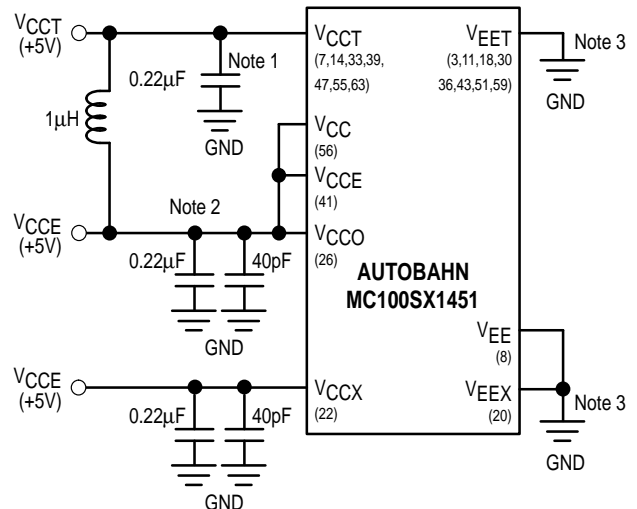 VCCT
(+5V)
0.22μF
Note 1
GND
1μH
VCCE
(+5V)
Note 2
0.22μF
40pF
GND
VCCE
(+5V)
0.22μF
40pF
GND
VCCT
(7,14,33,39,
47,55,63)
VCC
(56)
VCCE
(41)
VCCO
(26)
AUTOBAHN
MC100SX1451
VCCX
(22)
VEET
(3,11,18,30
36,43,51,59)
VEE
(8)
VEEX
(20)
Note 3
GND
Note 3
GND